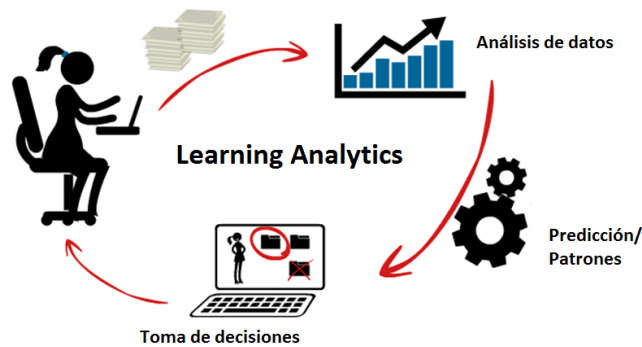 Análisis de datos
Learning Analytics
Predicción/
Patrones
Toma de decisiones